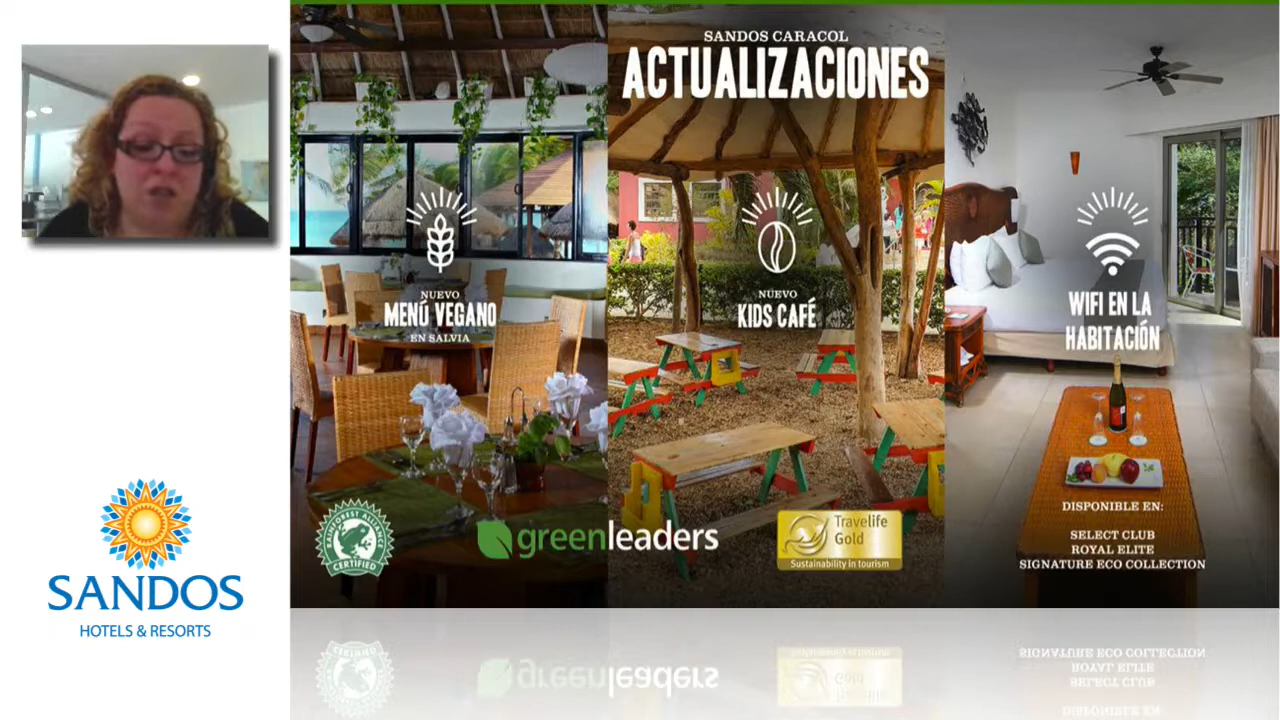 SANDOS CARACOL
ACTUALIZACIONES
NUEVO
MENÚ VEGANO
EN SALVIA
NUEVO
KIDS CAFÉ
WIFI EN LA
HABITACIÓN
DISPONIBLE EN:
SELECT CLUB
ROYAL ELITE
SIGNATURE ECO COLLECTION
RAINFOREST ALLIANCE
CERTIFIED
greenleaders
Travelife
Gold
Sustainability in tourism
SANDOS
HOTELS & RESORTS